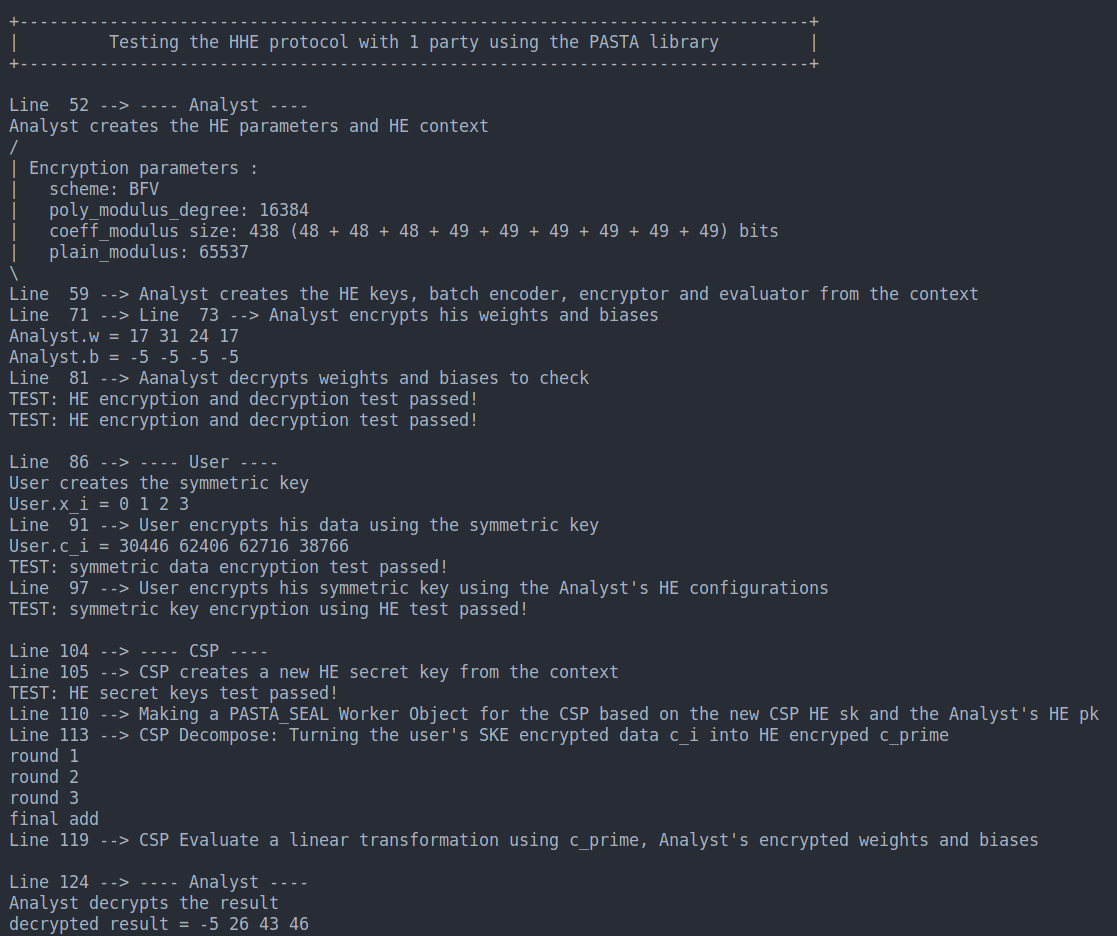 +-------------------------------------------------------------------------------+
|         Testing the HHE protocol with 1 party using the PASTA library         |
+-------------------------------------------------------------------------------+
Line  52 --> ---- Analyst ----
Analyst creates the HE parameters and HE context
/
| Encryption parameters :
|   scheme: BFV
|   poly_modulus_degree: 16384
|   coeff_modulus size: 438 (48 + 48 + 48 + 49 + 49 + 49 + 49 + 49 + 49) bits
|   plain_modulus: 65537
\
Line  59 --> Analyst creates the HE keys, batch encoder, encryptor and evaluator from the context
Line  71 --> Line  73 --> Analyst encrypts his weights and biases
Analyst.w = 17 31 24 17
Analyst.b = -5 -5 -5 -5
Line  81 --> Aanalyst decrypts weights and biases to check
TEST: HE encryption and decryption test passed!
TEST: HE encryption and decryption test passed!
Line  86 --> ---- User ----
User creates the symmetric key
User.x_i = 0 1 2 3
Line  91 --> User encrypts his data using the symmetric key
User.c_i = 30446 62406 62716 38766
TEST: symmetric data encryption test passed!
Line  97 --> User encrypts his symmetric key using the Analyst's HE configurations
TEST: symmetric key encryption using HE test passed!
Line 104 --> ---- CSP ----
Line 105 --> CSP creates a new HE secret key from the context
TEST: HE secret keys test passed!
Line 110 --> Making a PASTA_SEAL Worker Object for the CSP based on the new CSP HE sk and the Analyst's HE pk
Line 113 --> CSP Decompose: Turning the user's SKE encrypted data c_i into HE encryped c_prime
round 1
round 2
round 3
final add
Line 119 --> CSP Evaluate a linear transformation using c_prime, Analyst's encrypted weights and biases
Line 124 --> ---- Analyst ----
Analyst decrypts the result
decrypted result = -5 26 43 46